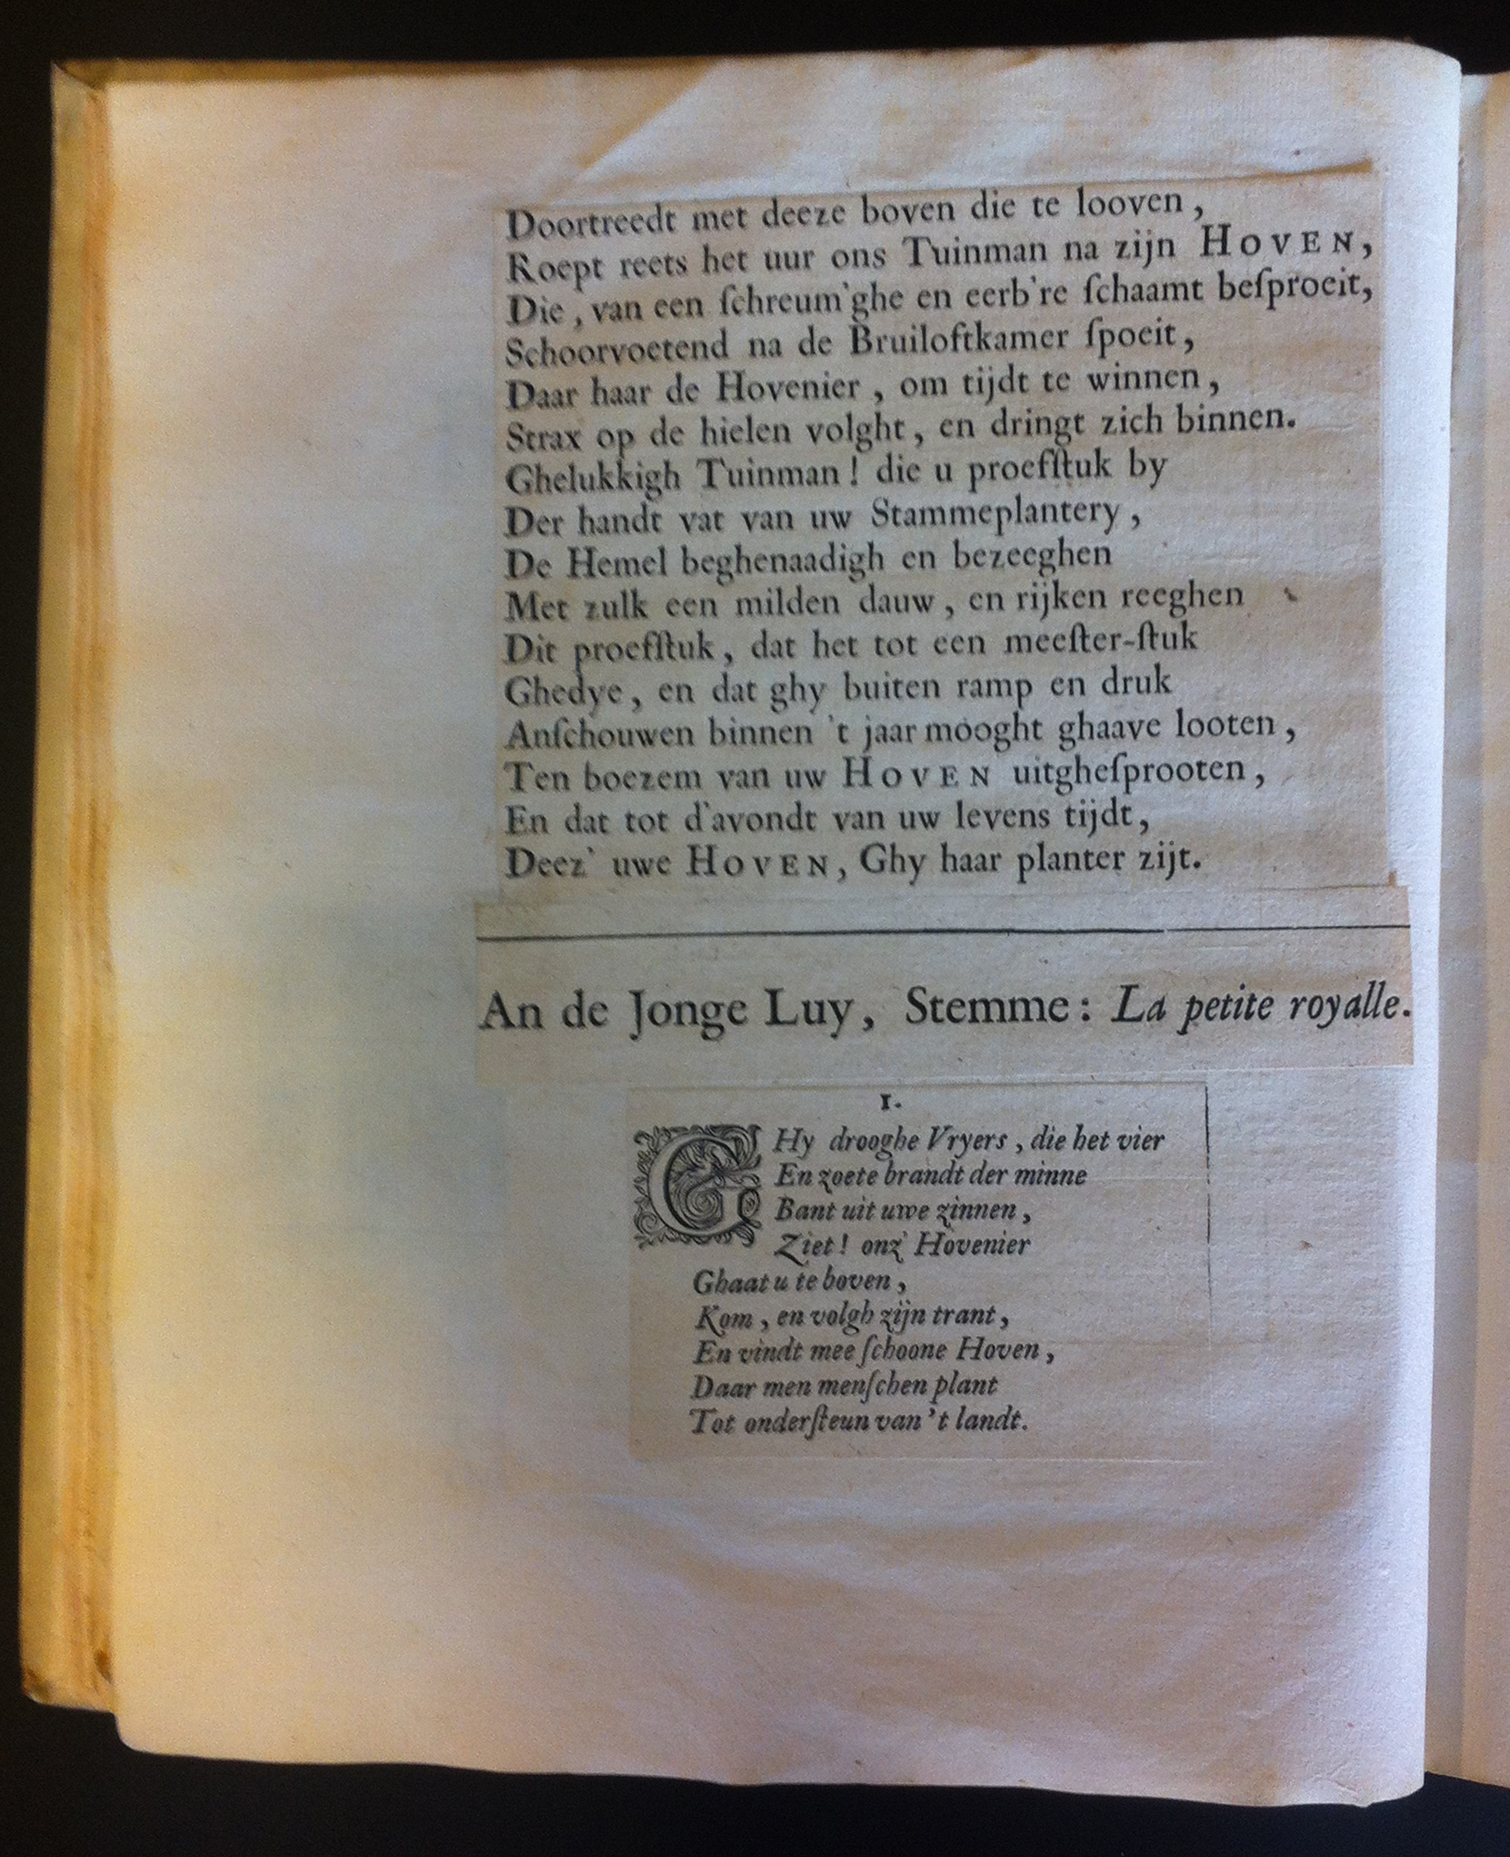 Doortreedt met deeze boven die te looven,
Roept reets het uur ons Tuinman na zijn HOVEN,
Die, van een ſchreum'ghe en eerb're ſchaamt beſproeit,
Schoorvoetend na de Bruiloftkamer ſpoeit,
Daar haar de Hovenier, om tijdt te winnen,
Strax op de hielen volght, en dringt zich binnen.
Ghelukkigh Tuinman! die u proefſtuk by
Der handt vat van uw Stammeplantery,
De Hemel beghenaadigh en bezeeghen
Met zulk een milden dauw, en rijken reeghen
Dit proefſtuk, dat het tot een meeſter-ſtuk
Ghedye, en dat ghy buiten ramp en druk
Anſchouwen binnen 't jaar mooght ghaave looten,
Ten boezem van uw HOVEN uitgheſprooten,
En dat tot d'avondt van uw levens tijdt,
Deez' uwe HOVEN, Ghy haar planter zijt.
An de Jonge Luy, Stemme: La petite royalle.
1.
GHy drooghe Vryers, die het vier
En zoete brandt der minne
Bant uit uwe zinnen,
Ziet! onz' Hovenier
Ghaat u te boven,
Kom, en volgh zijn trant,
En vindt mee ſchoone Hoven,
Daar men menſchen plant
Tot onderſteun van 't landt.